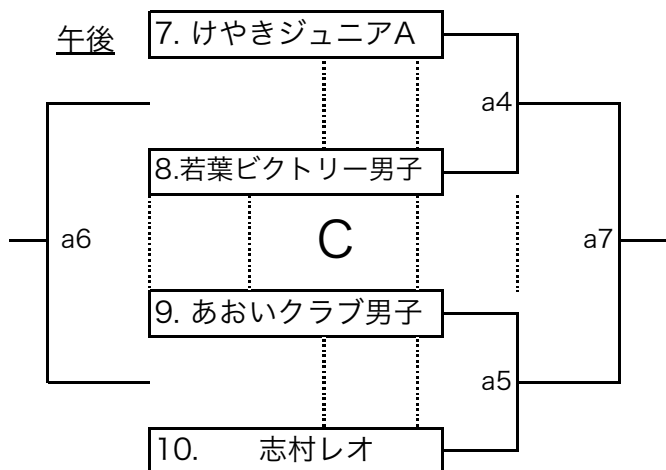 午後
7. けやきジュニアA
a4
8.若葉ビクトリー男子
a6
C
a7
9. あおいクラブ男子
a5
10. 志村レオ